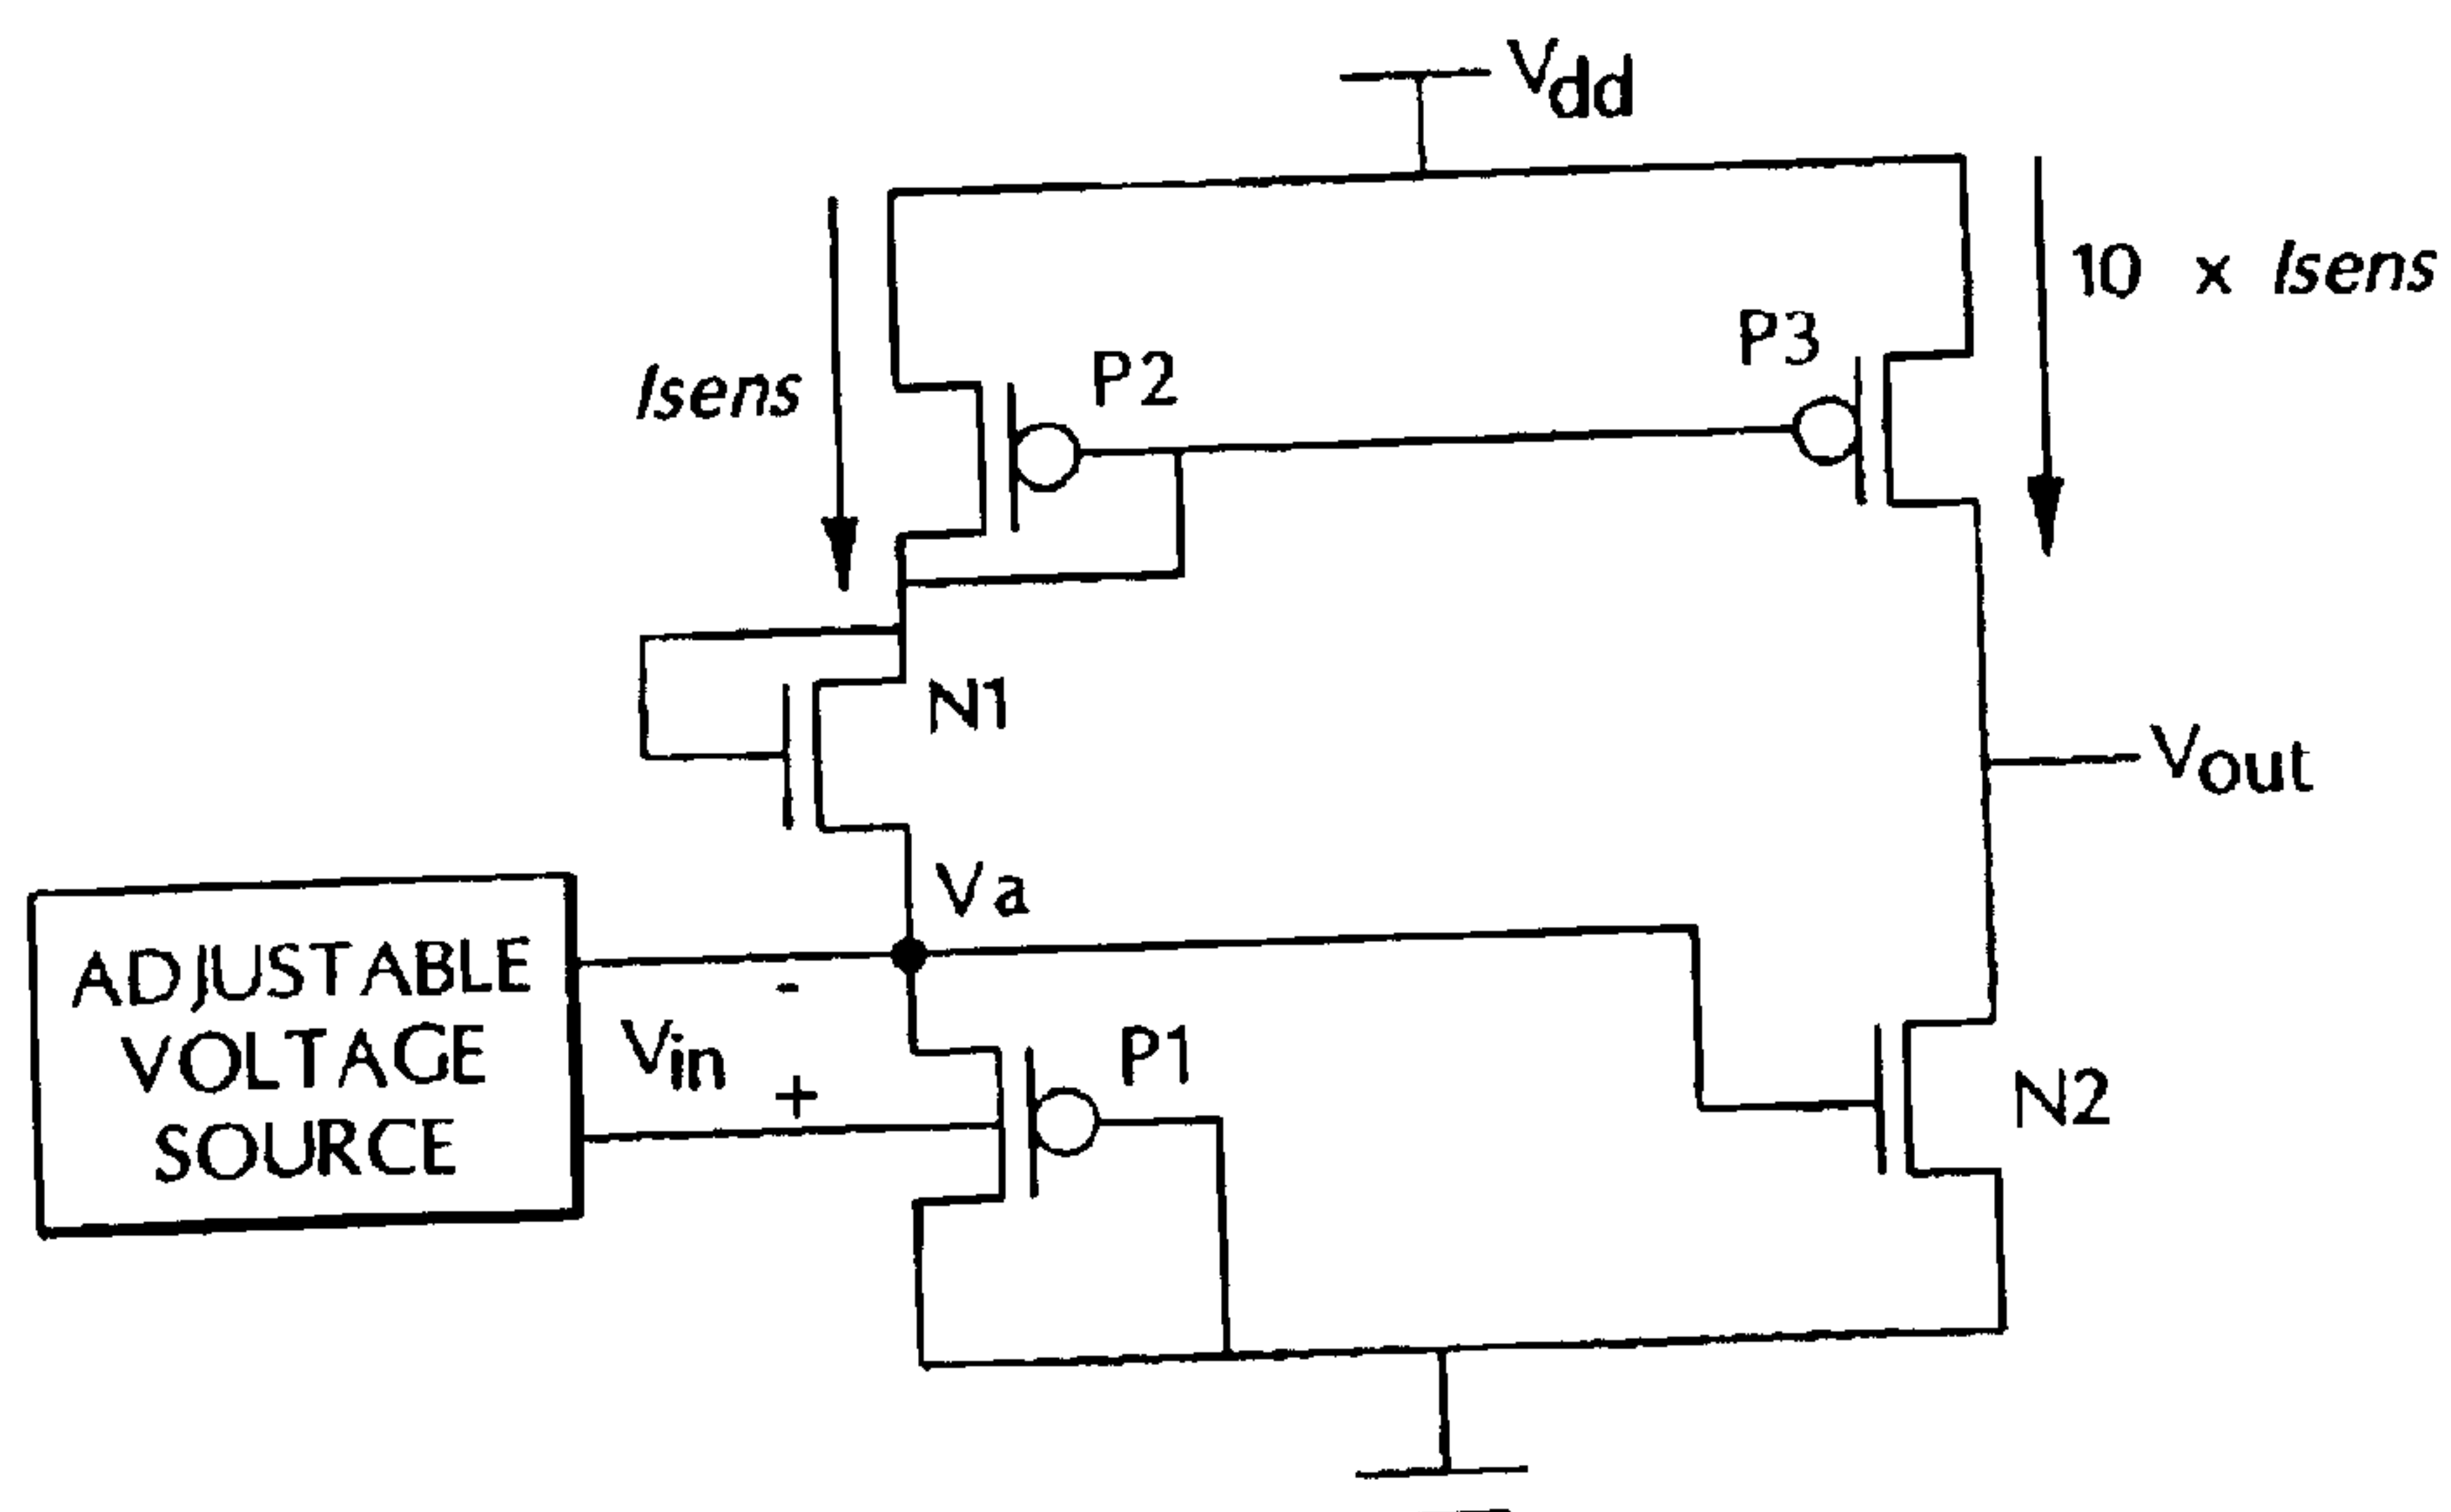 Vdd
10 x Isens
P3
P2
Isens
N1
Vout
Va
ADJUSTABLE
VOLTAGE
SOURCE
-
Vin
+
P1
N2